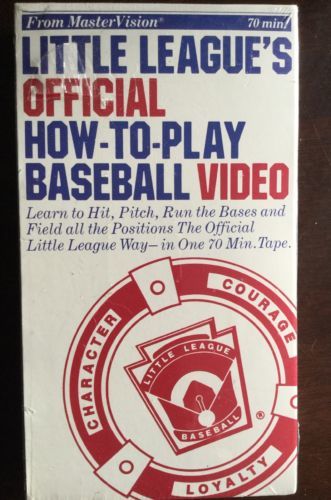 From MasterVision® 70 min.
LITTLE LEAGUE'S
OFFICIAL
HOW-TO-PLAY
BASEBALL VIDEO
Learn to Hit, Pitch, Run the Bases and
Field all the Positions The Official
Little League Way—in One 70 Min. Tape.
CHARACTER
COURAGE
LOYALTY
LITTLE LEAGUE
BASEBALL
®